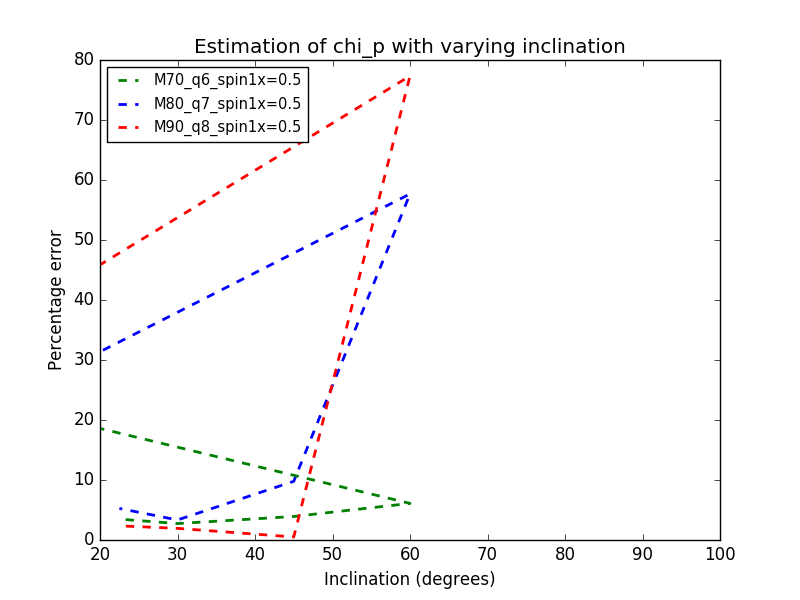 Estimation of chi_p with varying inclination
M70_q6_spin1x=0.5
M80_q7_spin1x=0.5
M90_q8_spin1x=0.5
80
70
60
50
40
30
20
10
0
Percentage error
20 30 40 50 60 70 80 90 100
Inclination (degrees)